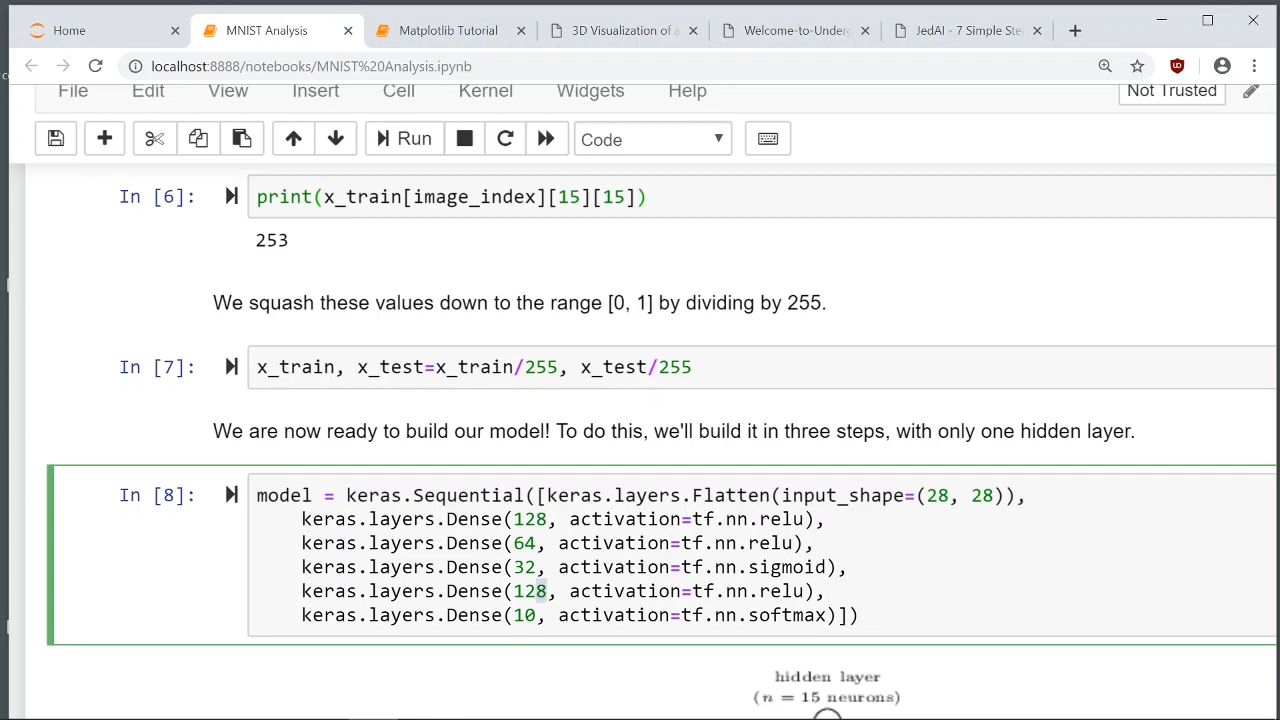 Home
MNIST Analysis
Matplotlib Tutorial
3D Visualization of a
Welcome-to-Underg
JedAI - 7 Simple Ste
localhost:8888/notebooks/MNIST%20Analysis.ipynb
File Edit View Insert Cell Kernel Widgets Help Not Trusted
Run Code
In [6]: print(x_train[image_index][15][15])
253
We squash these values down to the range [0, 1] by dividing by 255.
In [7]: x_train, x_test=x_train/255, x_test/255
We are now ready to build our model! To do this, we'll build it in three steps, with only one hidden layer.
In [8]: model = keras.Sequential([keras.layers.Flatten(input_shape=(28, 28)),
keras.layers.Dense(128, activation=tf.nn.relu),
keras.layers.Dense(64, activation=tf.nn.relu),
keras.layers.Dense(32, activation=tf.nn.sigmoid),
keras.layers.Dense(128, activation=tf.nn.relu),
keras.layers.Dense(10, activation=tf.nn.softmax)])
hidden layer
(n = 15 neurons)